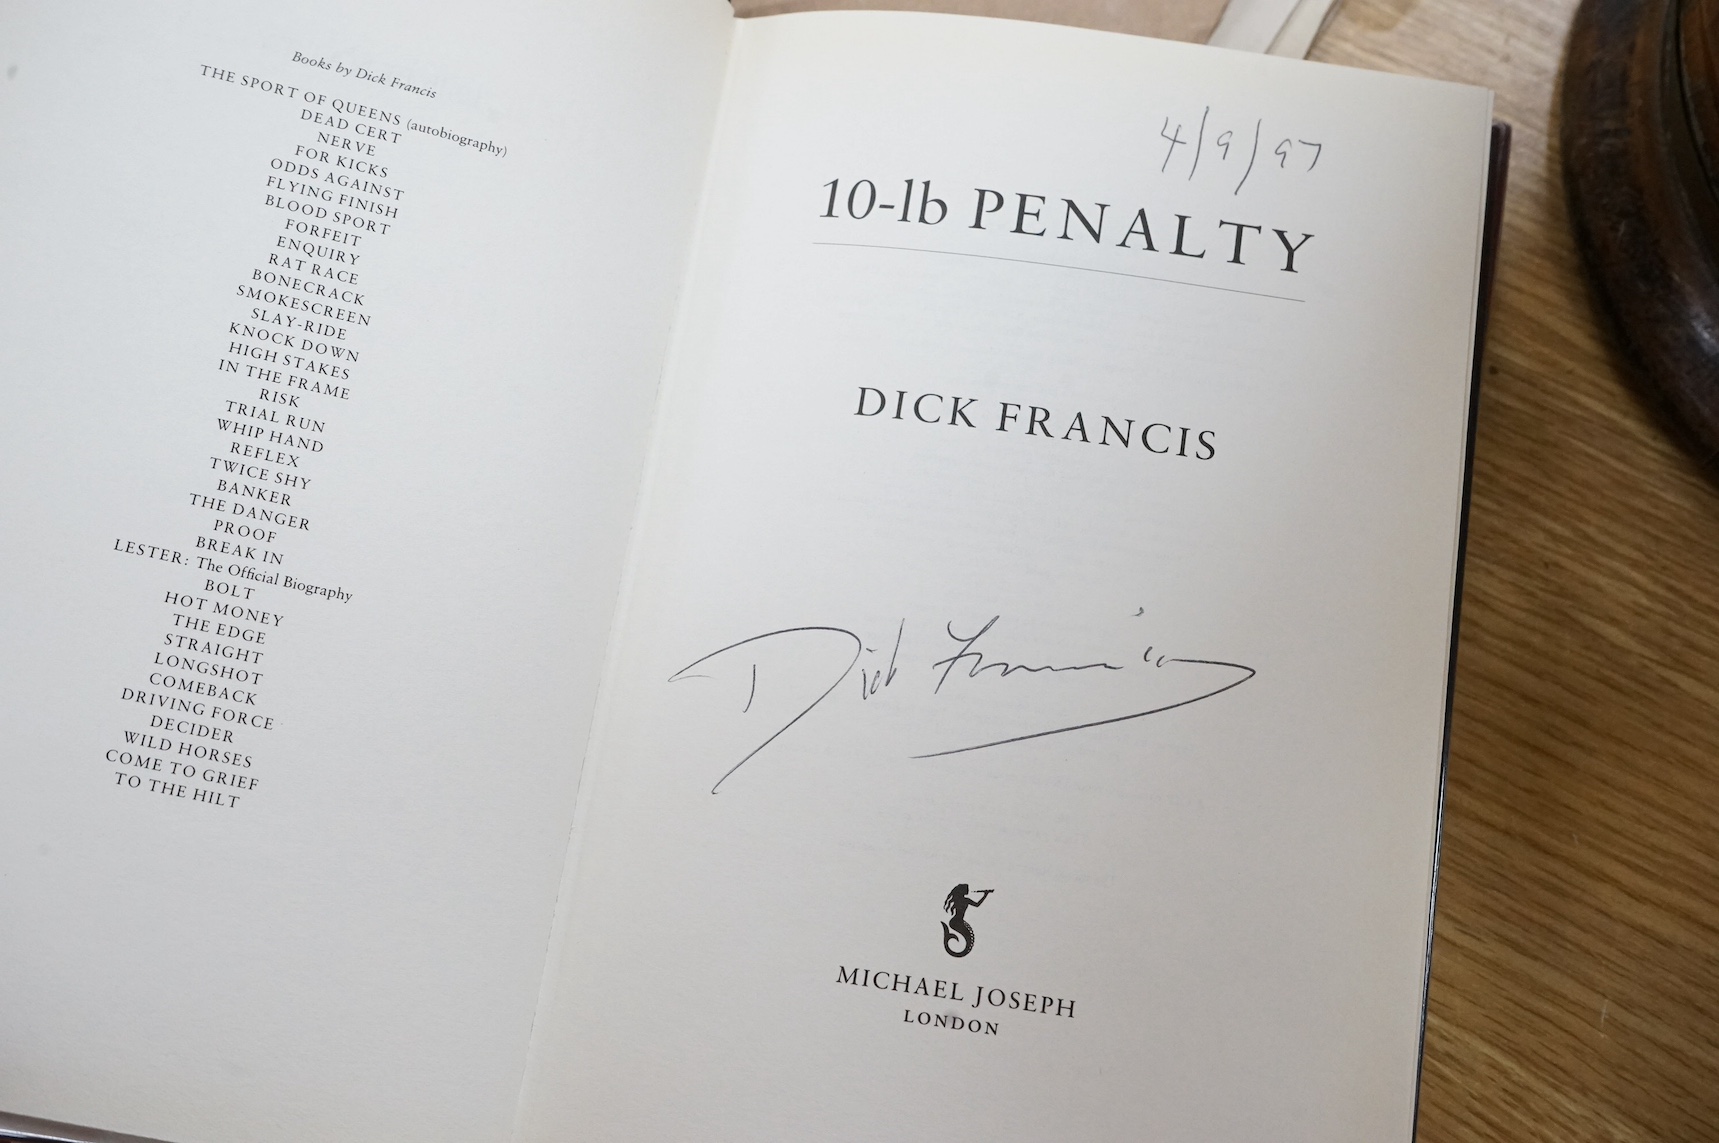 Books by Dick Francis
THE SPORT OF QUEENS (autobiography)
DEAD CERT
NERVE
FOR KICKS
ODDS AGAINST
FLYING FINISH
BLOOD SPORT
FORFEIT
ENQUIRY
RAT RACE
BONECRACK
SMOKESCREEN
SLAY-RIDE
KNOCK DOWN
HIGH STAKES
IN THE FRAME
RISK
TRIAL RUN
WHIP HAND
REFLEX
TWICE SHY
BANKER
THE DANGER
PROOF
BREAK IN
LESTER: The Official Biography
BOLT
HOT MONEY
THE EDGE
STRAIGHT
LONGSHOT
COMEBACK
DRIVING FORCE
DECIDER
WILD HORSES
COME TO GRIEF
TO THE HILT
4/9/97
10-lb PENALTY
DICK FRANCIS
Dick Francis
MICHAEL JOSEPH
LONDON